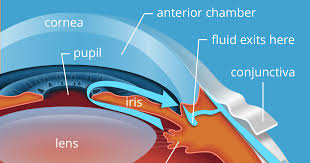 anterior chamber
cornea
fluid exits here
pupil
conjunctiva
iris
lens